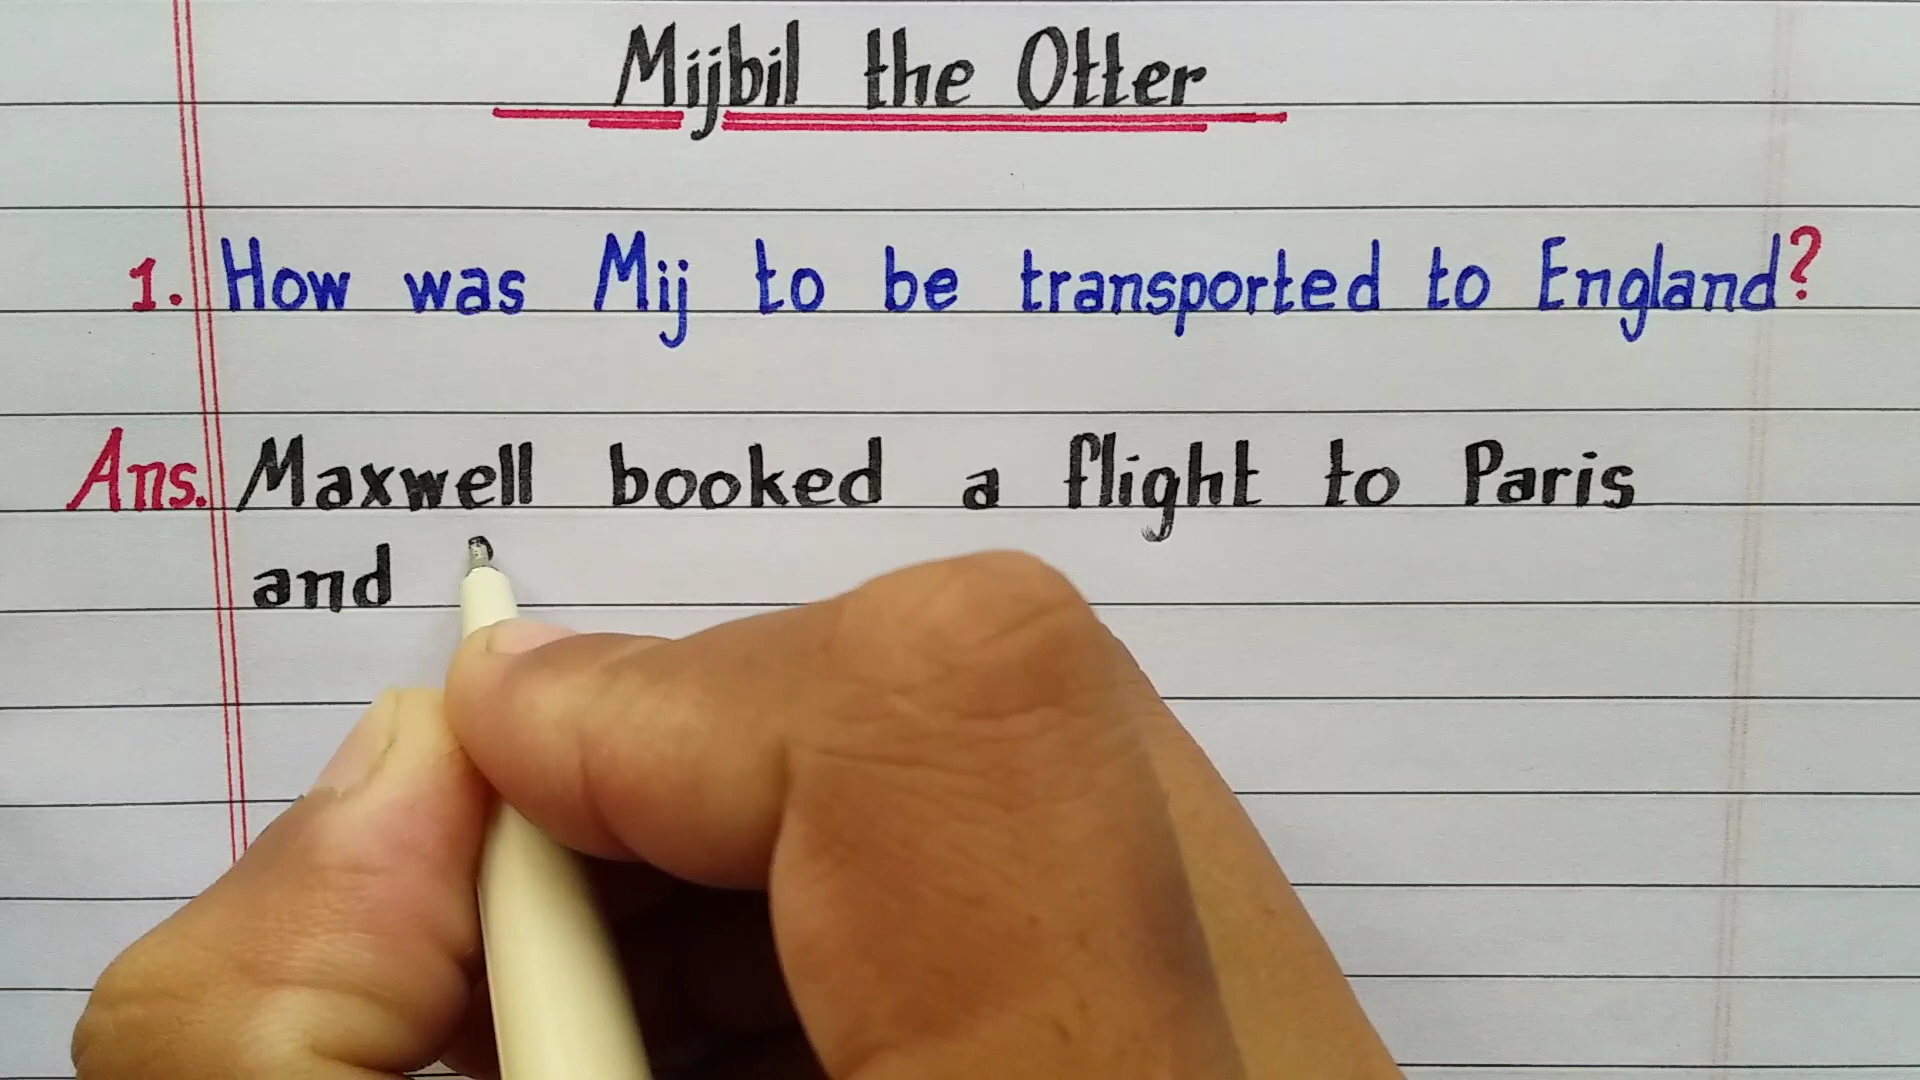 Mijbil the Otter
1. How was Mij to be transported to England?
Ans. Maxwell booked a flight to Paris
and